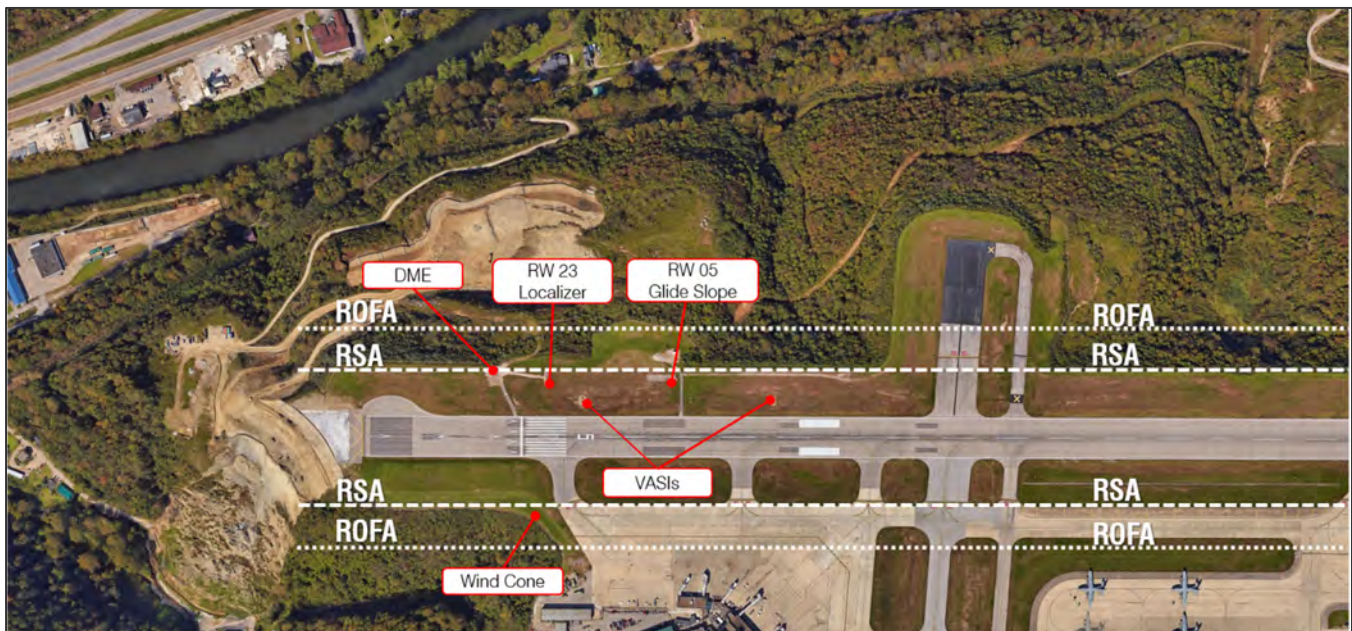 DME
RW 23
Localizer
RW 05
Glide Slope
ROFA
ROFA
RSA
RSA
5
VASIs
RSA
RSA
ROFA
ROFA
Wind Cone